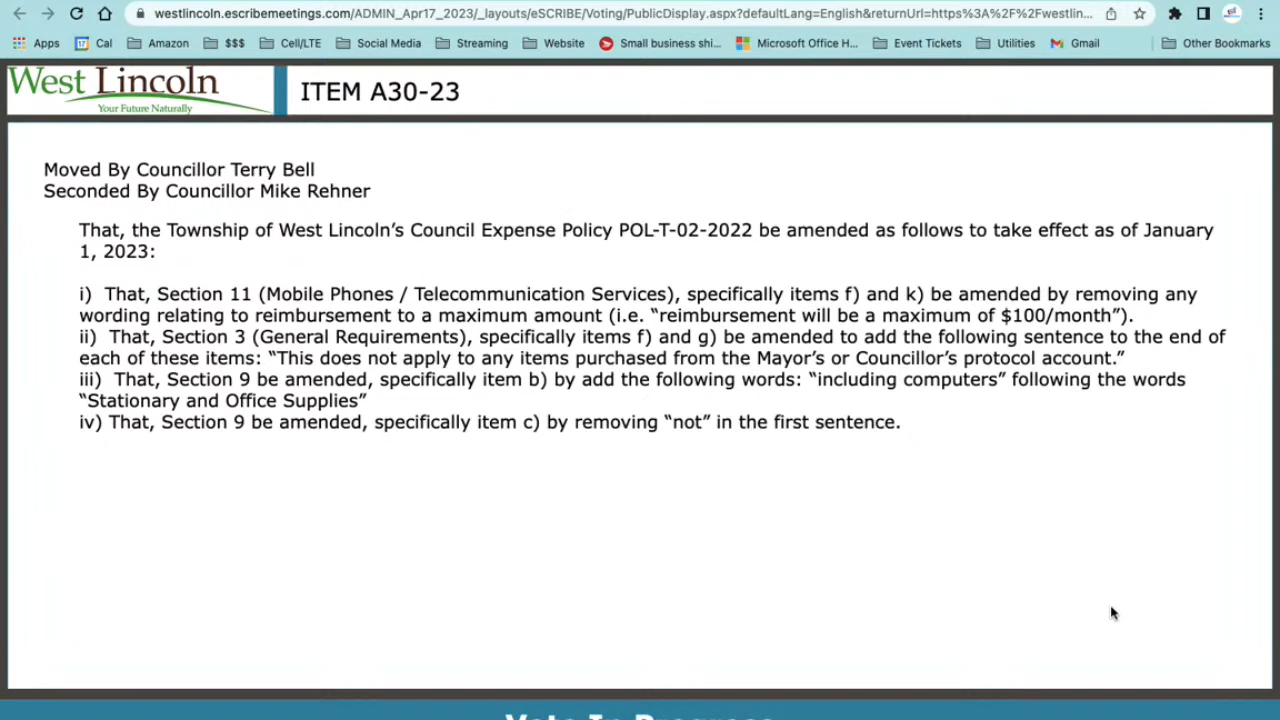 westlincoln.escribemeetings.com/ADMIN_Apr17_2023/_layouts/eSCRIBE/Voting/PublicDisplay.aspx?defaultLang=English&returnUrl=https%3A%2F%2Fwestlin...
Apps 17 Cal Amazon $$$ Cell/LTE Social Media Streaming Website Small business shi... Microsoft Office H... Event Tickets Utilities Gmail Other Bookmarks
West Lincoln
Your Future Naturally
ITEM A30-23
Moved By Councillor Terry Bell
Seconded By Councillor Mike Rehner
That, the Township of West Lincoln’s Council Expense Policy POL-T-02-2022 be amended as follows to take effect as of January
1, 2023:
i) That, Section 11 (Mobile Phones / Telecommunication Services), specifically items f) and k) be amended by removing any
wording relating to reimbursement to a maximum amount (i.e. “reimbursement will be a maximum of $100/month”).
ii) That, Section 3 (General Requirements), specifically items f) and g) be amended to add the following sentence to the end of
each of these items: “This does not apply to any items purchased from the Mayor’s or Councillor’s protocol account.”
iii) That, Section 9 be amended, specifically item b) by add the following words: “including computers” following the words
“Stationary and Office Supplies”
iv) That, Section 9 be amended, specifically item c) by removing “not” in the first sentence.
Vote In Progress